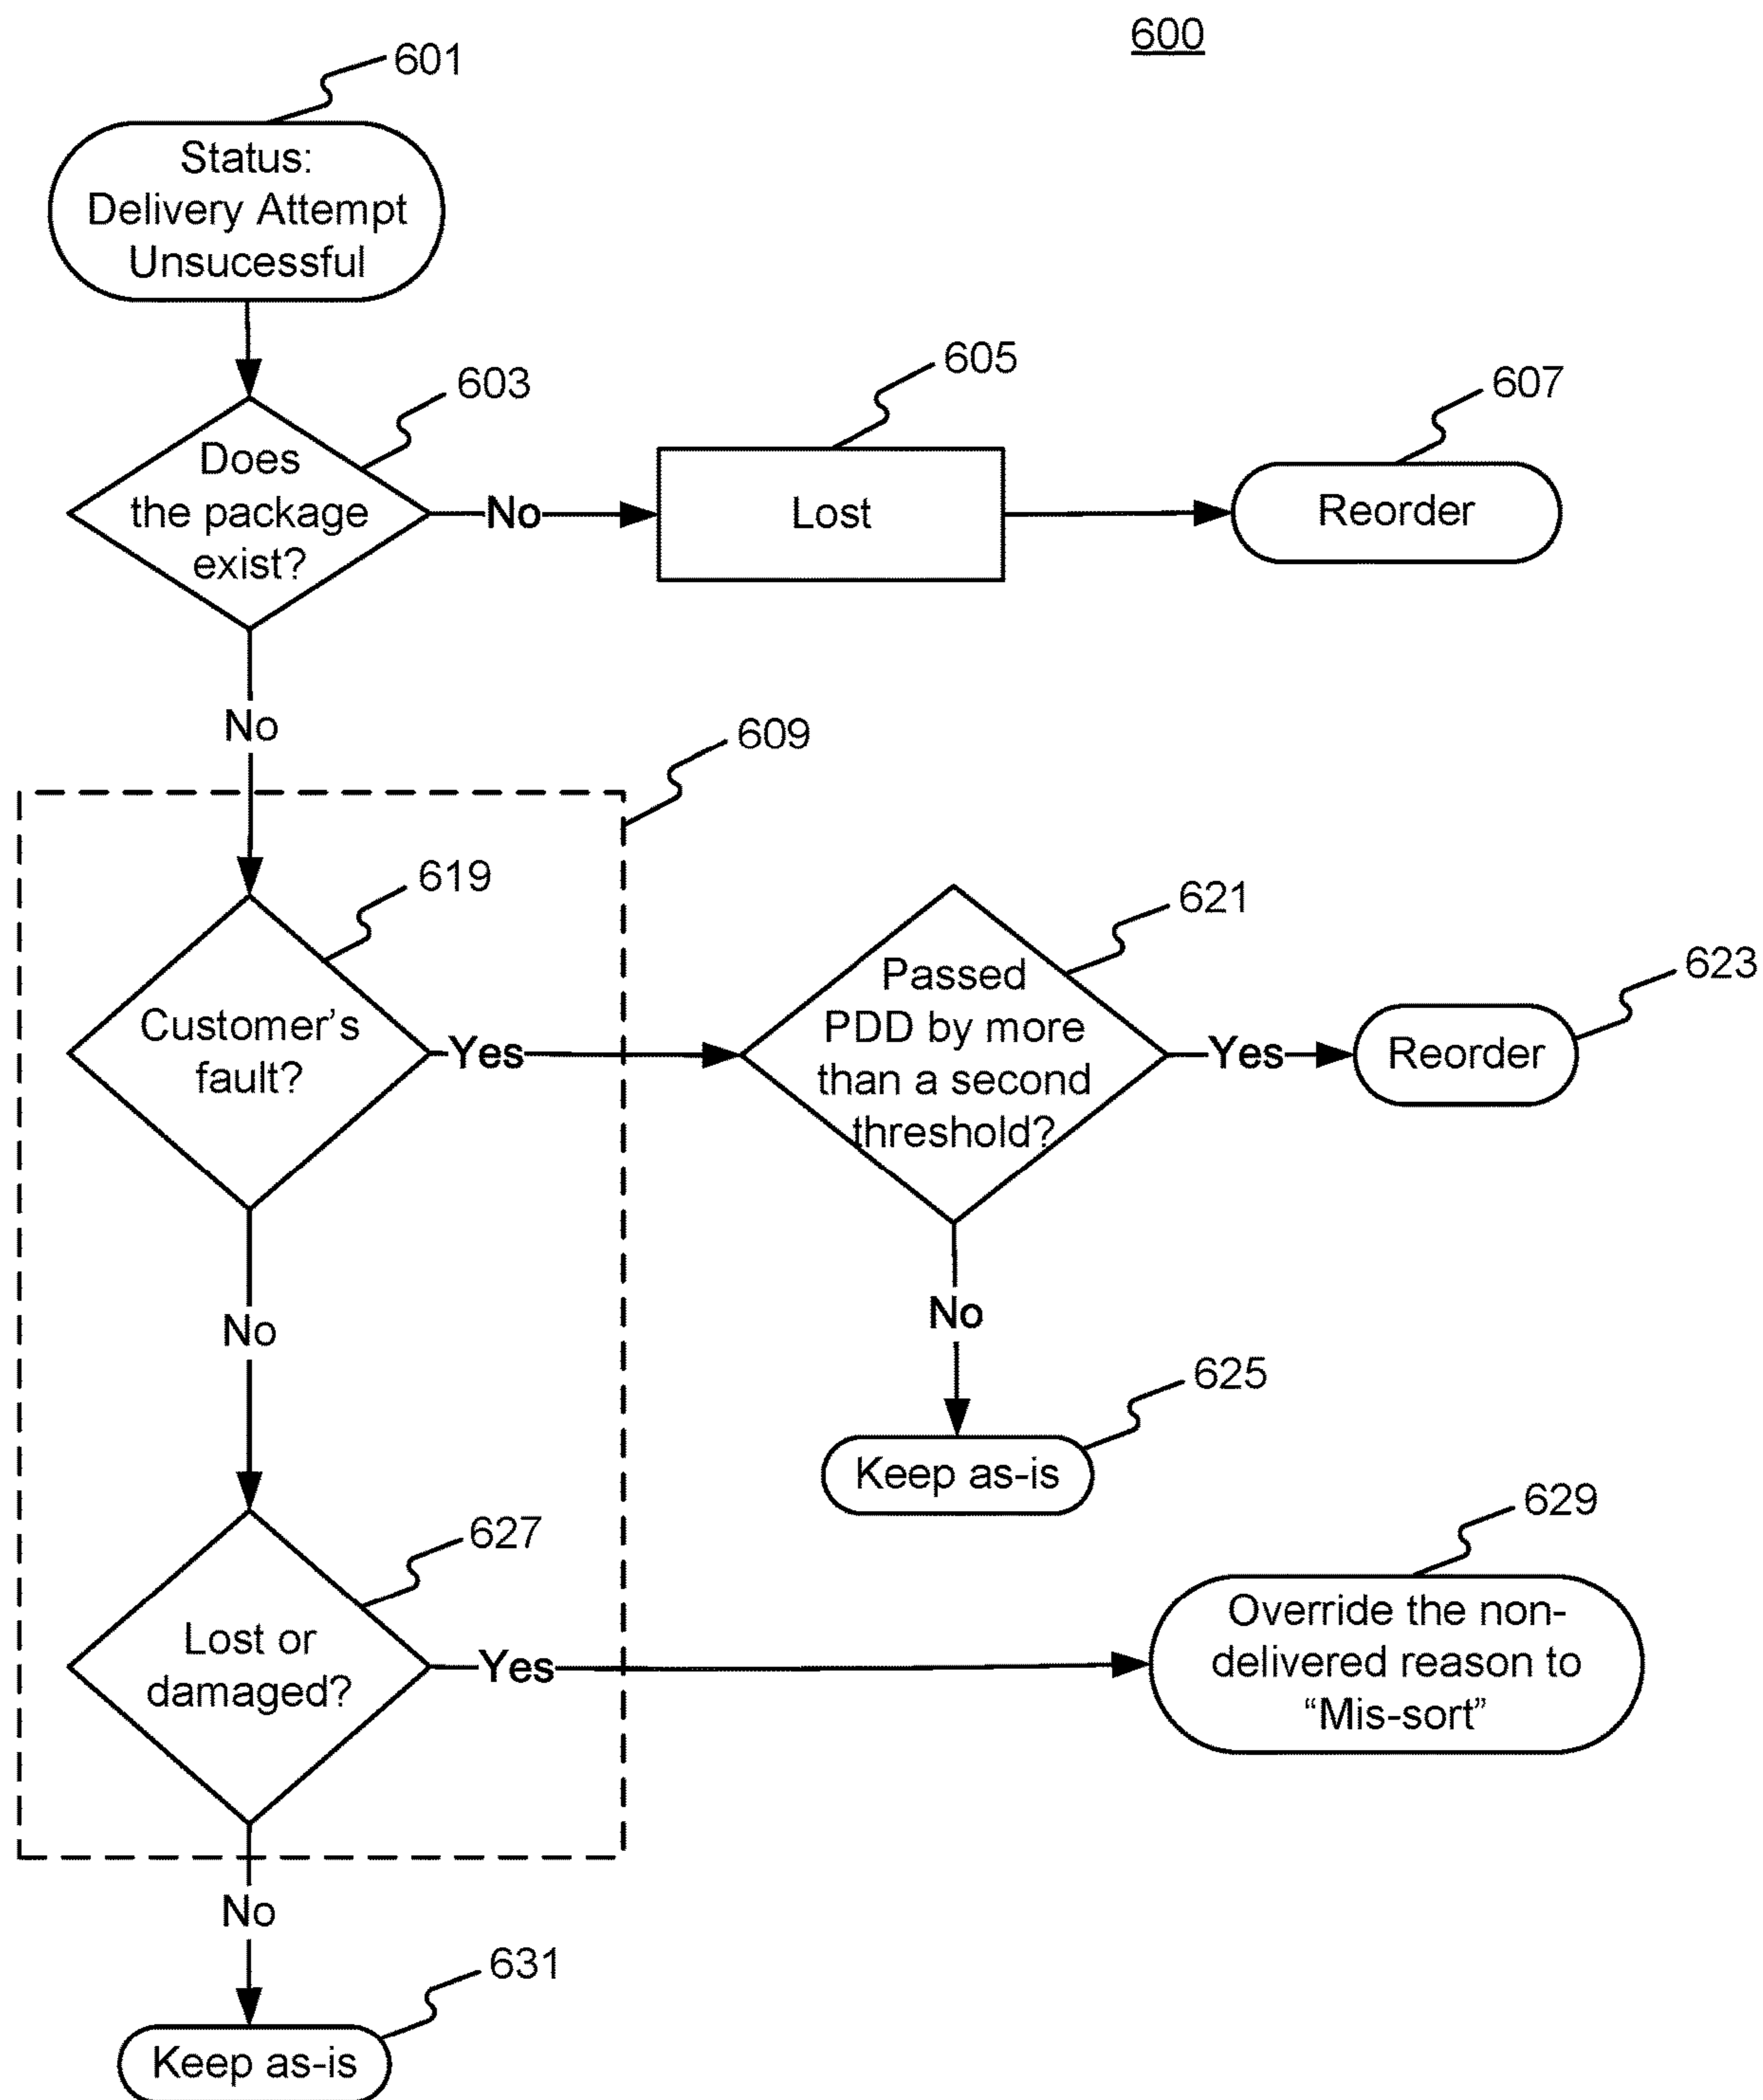 600
601
Status:
Delivery Attempt
Unsucessful
603
Does
the package
exist?
No
605
Lost
607
Reorder
No
609
619
Customer's
fault?
Yes
621
Passed
PDD by more
than a second
threshold?
Yes
623
Reorder
No
No
625
Keep as-is
627
Lost or
damaged?
Yes
629
Override the non-
delivered reason to
“Mis-sort”
No
631
Keep as-is